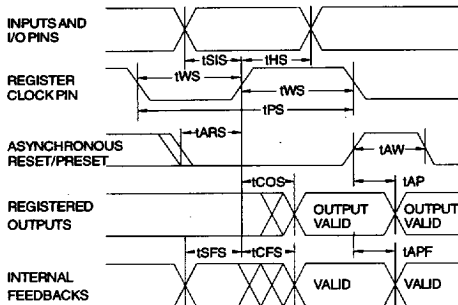 INPUTS AND
I/O PINS
tSIS
tHS
REGISTER
CLOCK PIN
tWS
tWS
tPS
ASYNCHRONOUS
RESET/PRESET
tARS
tAW
tCOS
tAP
REGISTERED
OUTPUTS
OUTPUT
VALID
OUTPUT
VALID
tSFS
tCFS
tAPF
INTERNAL
FEEDBACKS
VALID
VALID